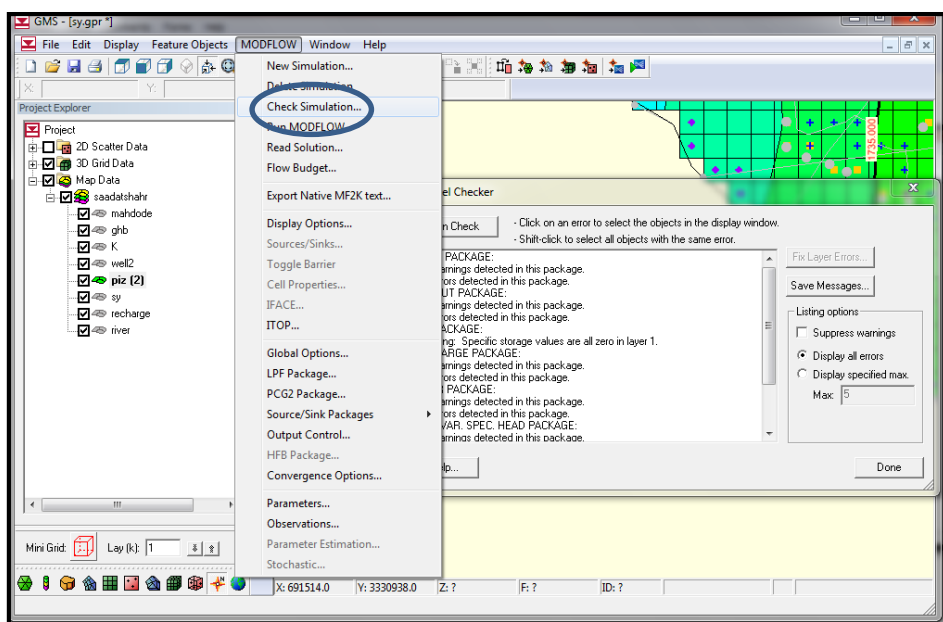 GMS - [sy.gpr *]
File Edit Display Feature Objects MODFLOW Window Help
X: Y:
Project Explorer
Project
2D Scatter Data
3D Grid Data
Map Data
saadatshahr
mahdode
ghb
K
well2
piz (2)
sy
recharge
river
Mini Grid: Lay (k): 1
New Simulation...
Delete Simulation
Check Simulation...
Run MODFLOW
Read Solution...
Flow Budget...
Export Native MF2K text...
Display Options...
Sources/Sinks...
Toggle Barrier
Cell Properties...
IFACE...
ITOP...
Global Options...
LPF Package...
PCG2 Package...
Source/Sink Packages
Output Control...
HFB Package...
Convergence Options...
Parameters...
Observations...
Parameter Estimation...
Stochastic...
1735.000
el Checker
n Check
- Click on an error to select the objects in the display window.
- Shift-click to select all objects with the same error.
PACKAGE:
arnings detected in this package.
ors detected in this package.
UT PACKAGE:
arnings detected in this package.
ors detected in this package.
ACKAGE:
ng: Specific storage values are all zero in layer 1.
ARGE PACKAGE:
arnings detected in this package.
ors detected in this package.
PACKAGE:
arnings detected in this package.
ors detected in this package.
VAR. SPEC. HEAD PACKAGE:
arnings detected in this package.
Fix Layer Errors...
Save Messages...
Listing options
Suppress warnings
Display all errors
Display specified max.
Max: 5
lp...
Done
X: 691514.0 Y: 3330938.0 Z: ? F: ? ID: ?